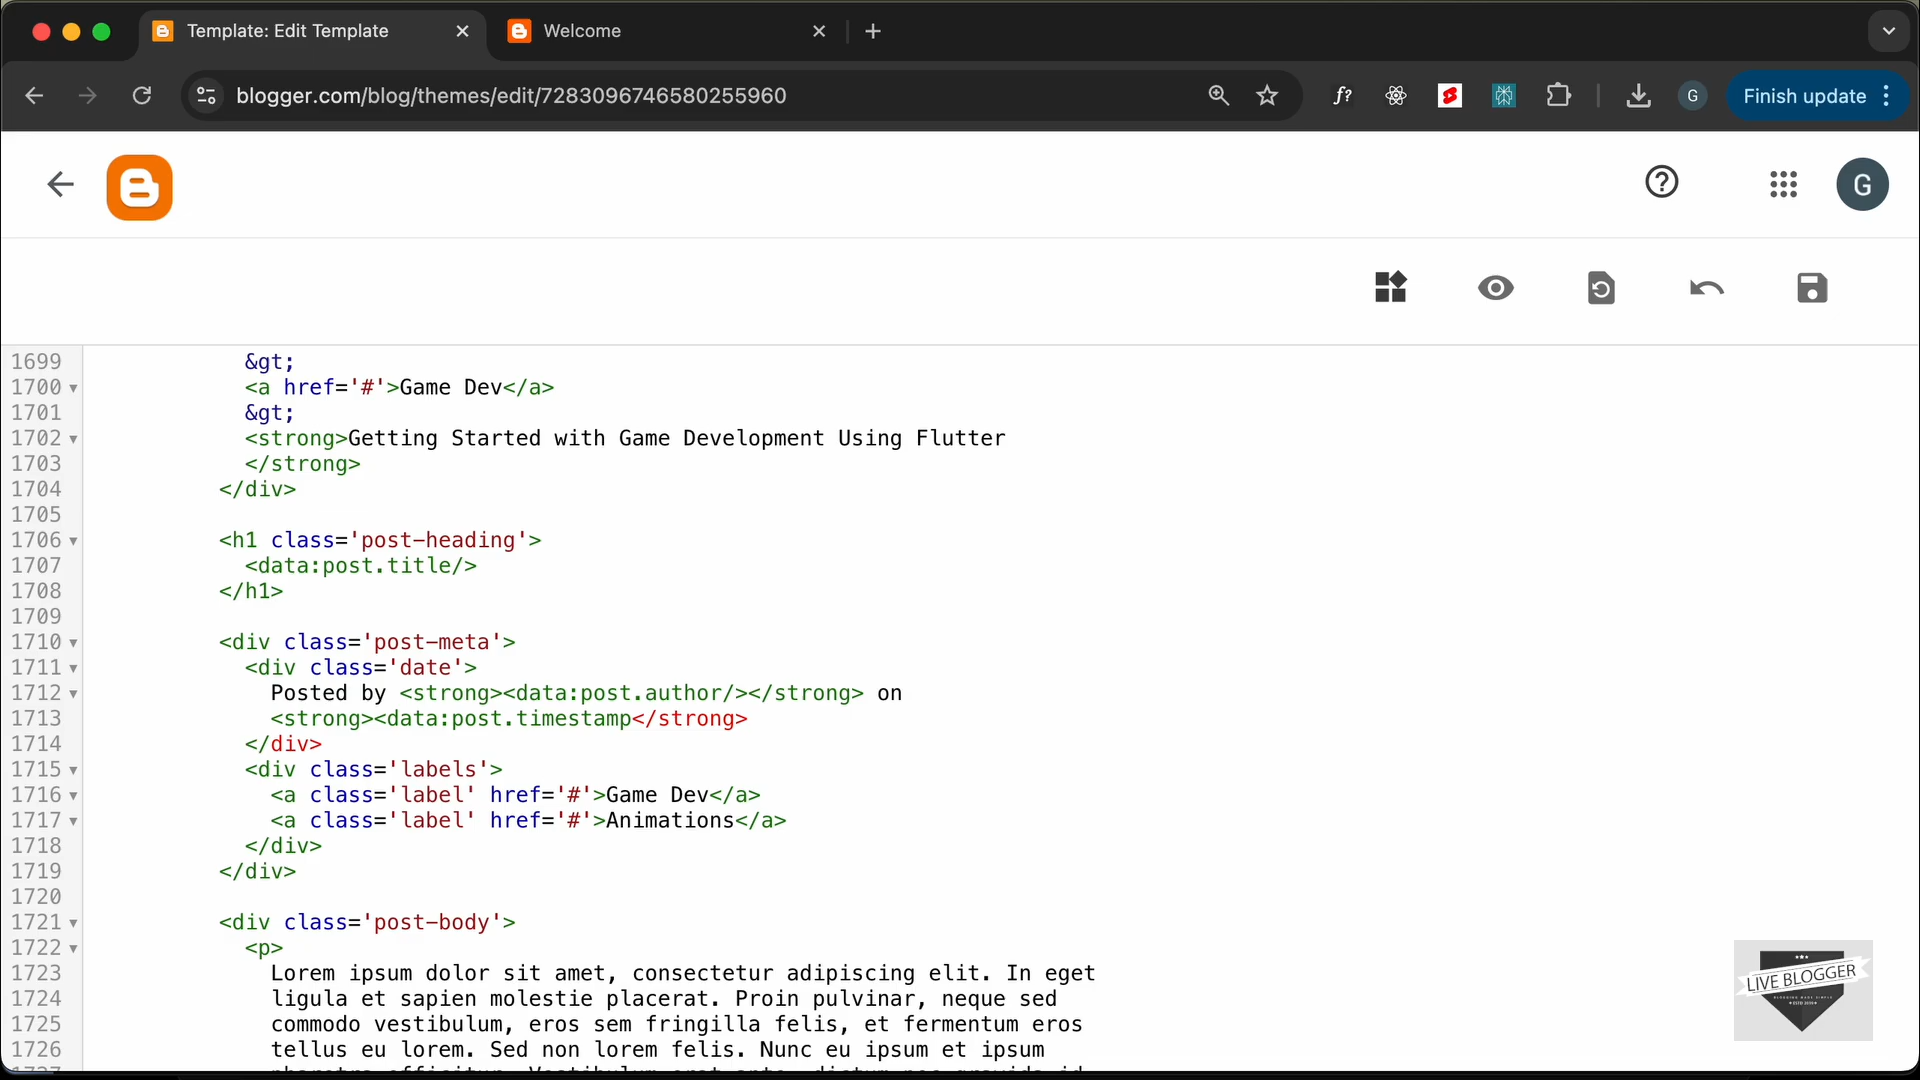 Template: Edit Template
Welcome
blogger.com/blog/themes/edit/7283096746580255960
f?
G
Finish update
G
1699 &gt;
1700 <a href='#'>Game Dev</a>
1701 &gt;
1702 <strong>Getting Started with Game Development Using Flutter
1703 </strong>
1704 </div>
1705
1706 <h1 class='post-heading'>
1707 <data:post.title/>
1708 </h1>
1709
1710 <div class='post-meta'>
1711 <div class='date'>
1712 Posted by <strong><data:post.author/></strong> on
1713 <strong><data:post.timestamp</strong>
1714 </div>
1715 <div class='labels'>
1716 <a class='label' href='#'>Game Dev</a>
1717 <a class='label' href='#'>Animations</a>
1718 </div>
1719 </div>
1720
1721 <div class='post-body'>
1722 <p>
1723 Lorem ipsum dolor sit amet, consectetur adipiscing elit. In eget
1724 ligula et sapien molestie placerat. Proin pulvinar, neque sed
1725 commodo vestibulum, eros sem fringilla felis, et fermentum eros
1726 tellus eu lorem. Sed non lorem felis. Nunc eu ipsum et ipsum
LIVE BLOGGER